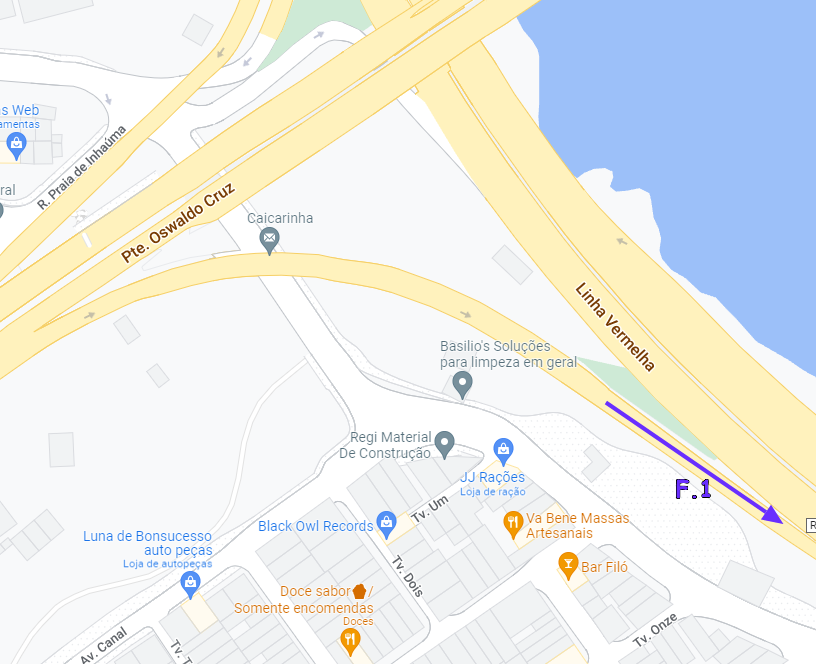 s Web
amentas
R. Praia de Inhaúma
ral
Pte. Oswaldo Cruz
Caicarinha
Linha Vermelha
Basilio's Soluções
para limpeza em geral
Regi Material
De Construção
JJ Rações
Loja de ração
F.1
R
Tv. Um
Va Bene Massas
Artesanais
Black Owl Records
Luna de Bonsucesso
auto peças
Loja de autopeças
Tv. Dois
Bar Filó
Doce sabor /
Somente encomendas
Doces
Tv. Onze
Av. Canal
Tv. T